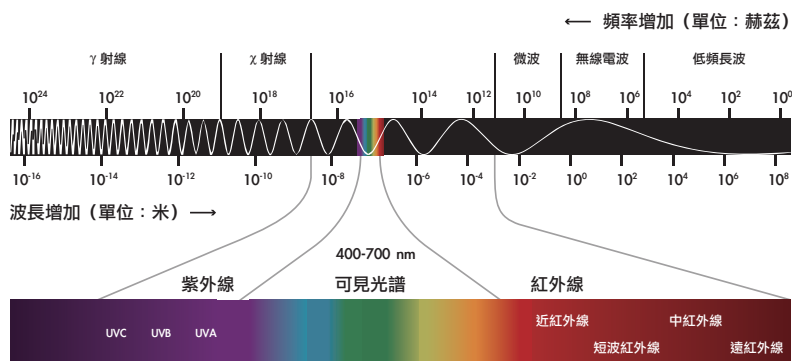 ← 頻率增加（單位：赫茲）
γ 射線 χ 射線 微波 無線電波 低頻長波
10²⁴ 10²² 10²⁰ 10¹⁸ 10¹⁶ 10¹⁴ 10¹² 10¹⁰ 10⁸ 10⁶ 10⁴ 10² 10⁰
10⁻¹⁶ 10⁻¹⁴ 10⁻¹² 10⁻¹⁰ 10⁻⁸ 10⁻⁶ 10⁻⁴ 10⁻² 10⁰ 10² 10⁴ 10⁶ 10⁸
波長增加（單位：米）→
400-700 nm
紫外線 可見光譜 紅外線
UVC UVB UVA 近紅外線 中紅外線
短波紅外線 遠紅外線